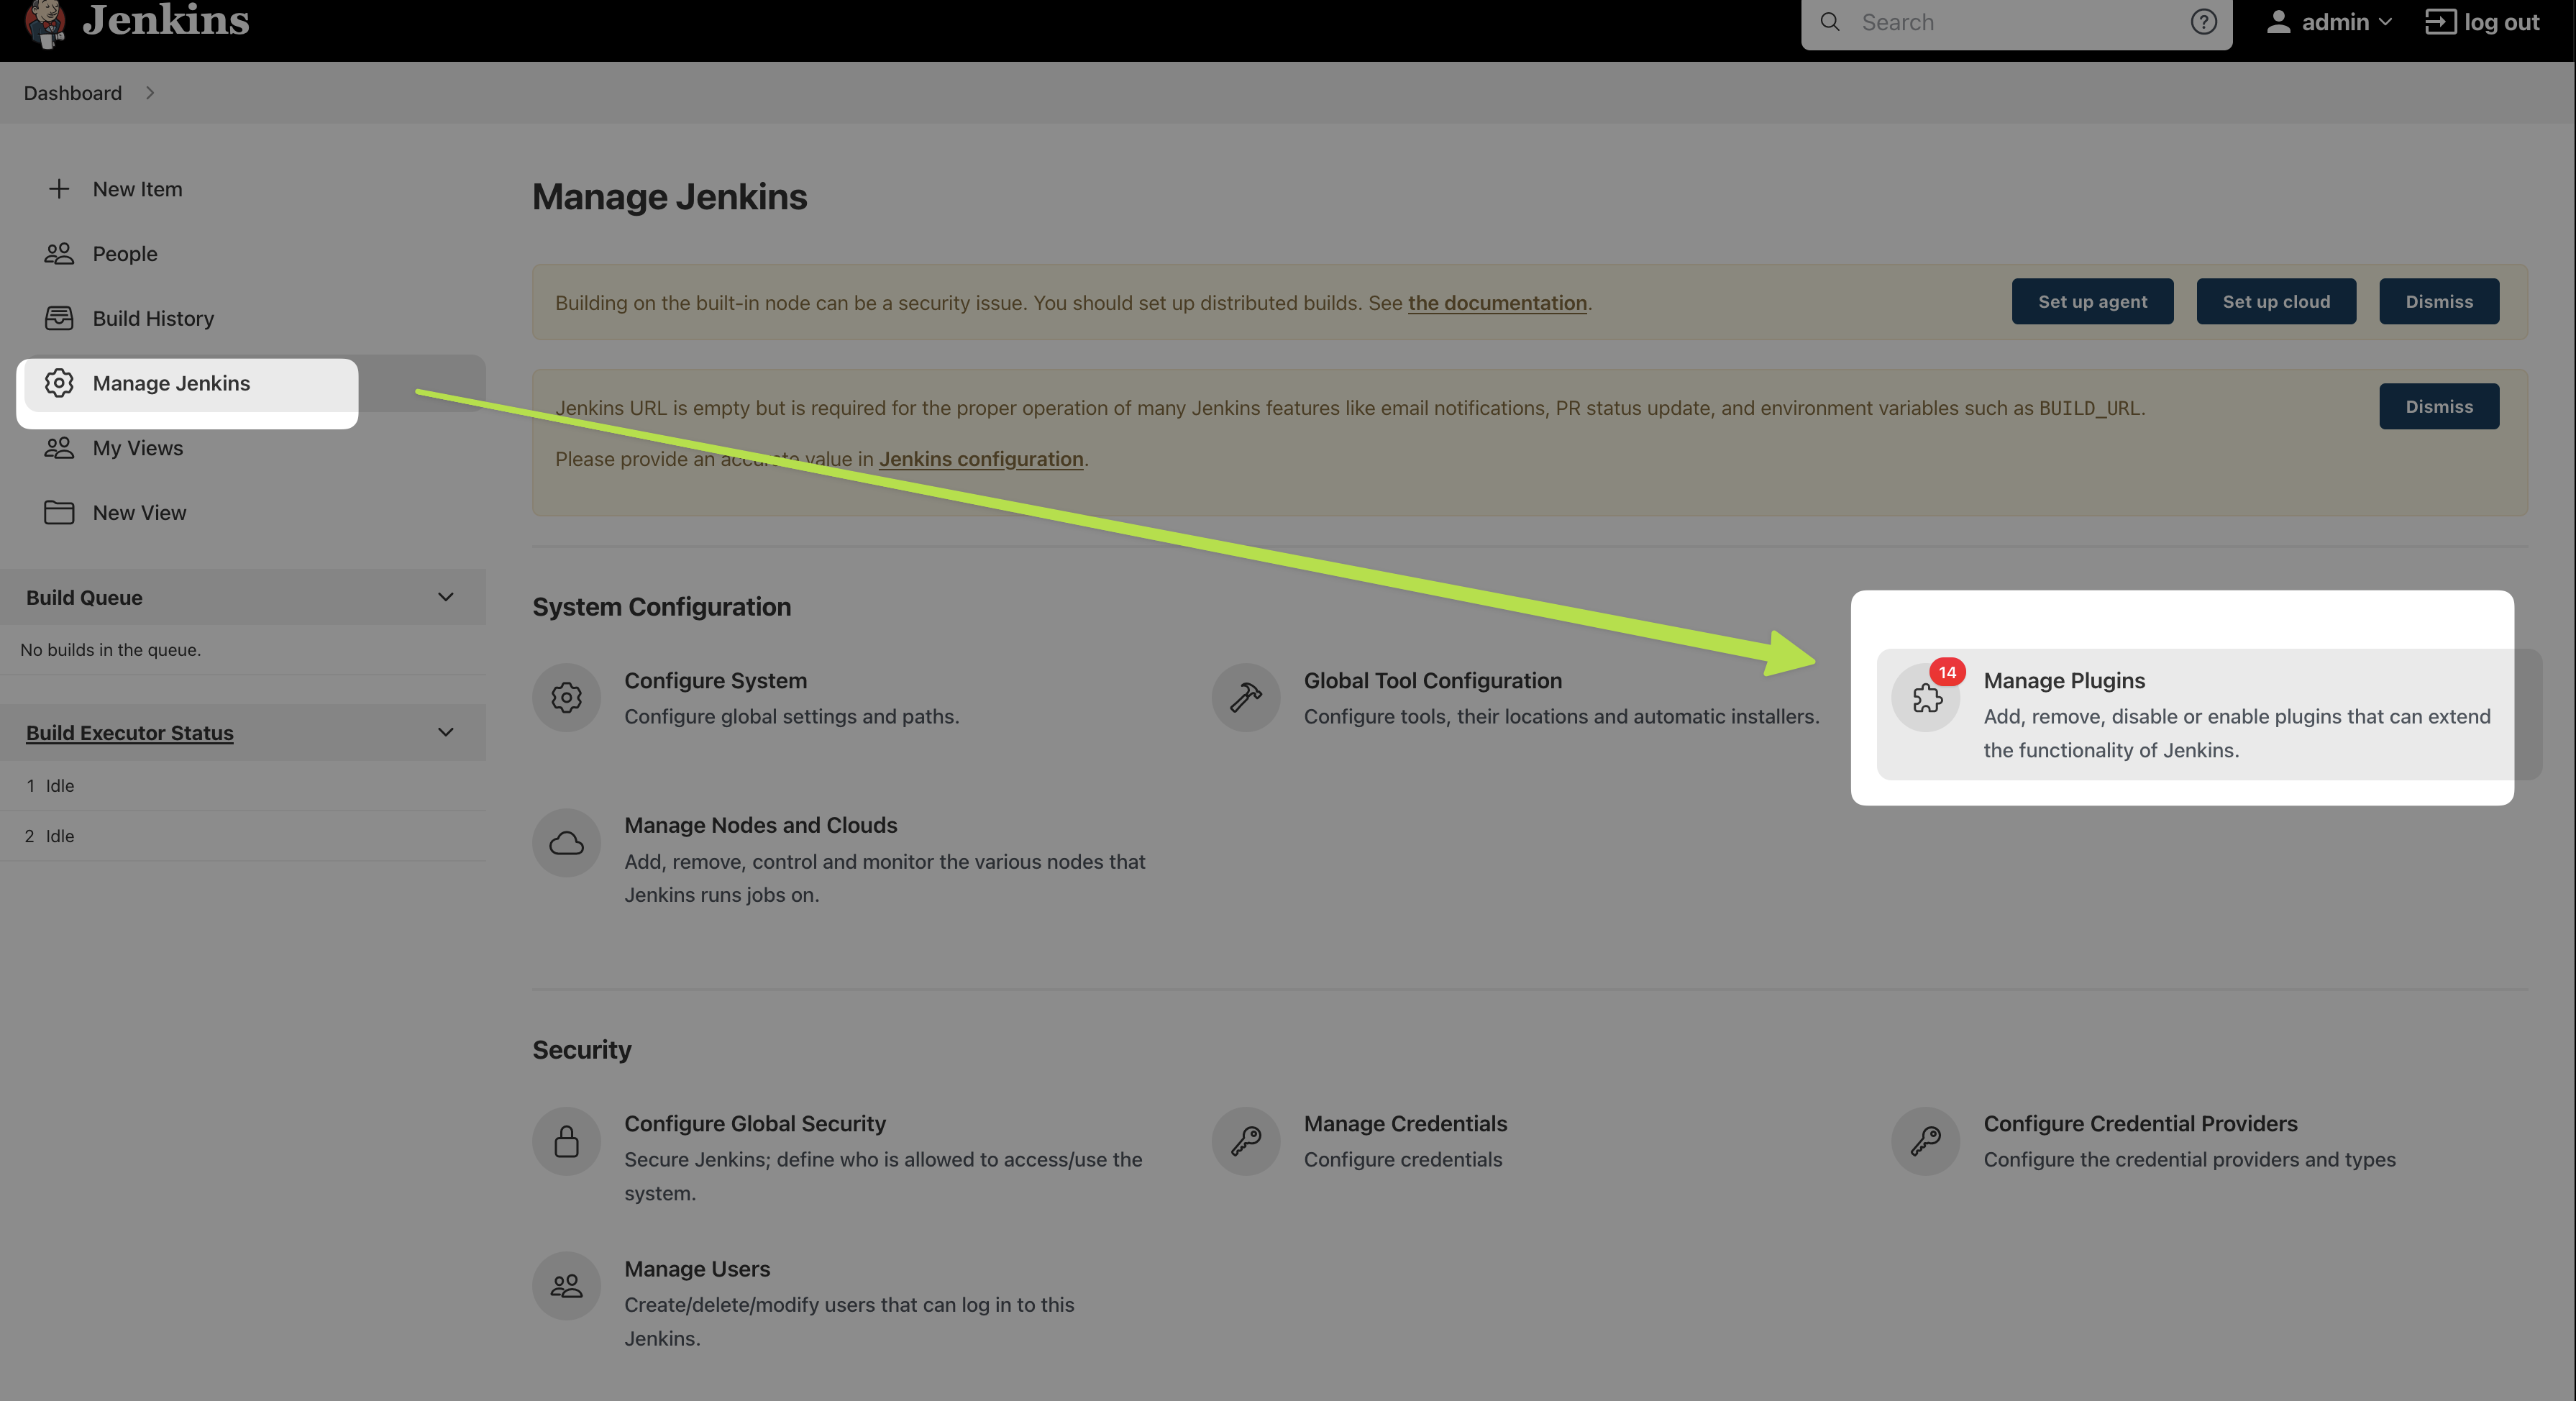 Jenkins
Search
admin
log out
Dashboard
New Item
People
Build History
Manage Jenkins
My Views
New View
Build Queue
No builds in the queue.
Build Executor Status
1 Idle
2 Idle
Manage Jenkins
Building on the built-in node can be a security issue. You should set up distributed builds. See the documentation.
Set up agent
Set up cloud
Dismiss
Jenkins URL is empty but is required for the proper operation of many Jenkins features like email notifications, PR status update, and environment variables such as BUILD_URL.
Dismiss
Please provide an accurate value in Jenkins configuration.
System Configuration
Configure System
Configure global settings and paths.
Global Tool Configuration
Configure tools, their locations and automatic installers.
14
Manage Plugins
Add, remove, disable or enable plugins that can extend
the functionality of Jenkins.
Manage Nodes and Clouds
Add, remove, control and monitor the various nodes that
Jenkins runs jobs on.
Security
Configure Global Security
Secure Jenkins; define who is allowed to access/use the
system.
Manage Credentials
Configure credentials
Configure Credential Providers
Configure the credential providers and types
Manage Users
Create/delete/modify users that can log in to this
Jenkins.